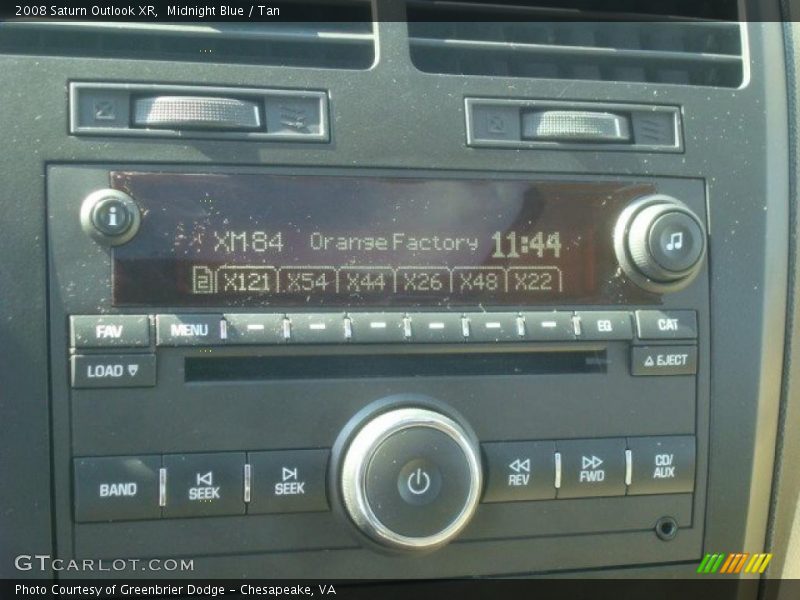 2008 Saturn Outlook XR, Midnight Blue / Tan
i
XM84 Orange Factory 11:44
2 X121 X54 X44 X26 X48 X22
FAV MENU EQ CAT
LOAD EJECT
BAND SEEK SEEK REV FWD CD/AUX
GTCARLOT.COM
Photo Courtesy of Greenbrier Dodge - Chesapeake, VA